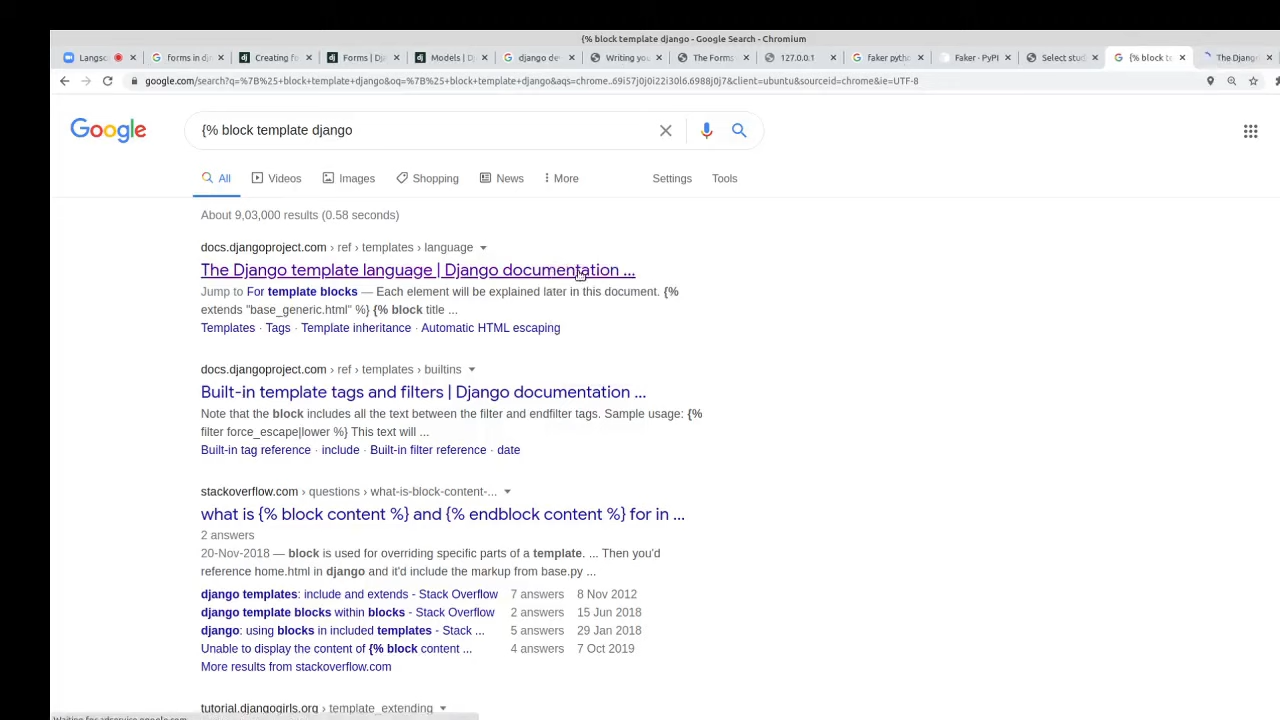 {% block template django - Google Search - Chromium
Langsc
forms in dj
Creating fo
Forms | Dj
Models | D
django de
Writing you
The Forms
127.0.0.1
faker pytho
Faker · PyPI
Select stud
{% block te
The Djang
google.com/search?q=%7B%25+block+template+django&oq=%7B%25+block+template+django&aqs=chrome..69i57j0j0i22i30l6.6988j0j7&client=ubuntu&sourceid=chrome&ie=UTF-8
Google
{% block template django
All
Videos
Images
Shopping
News
More
Settings
Tools
About 9,03,000 results (0.58 seconds)
docs.djangoproject.com › ref › templates › language
The Django template language | Django documentation ...
Jump to For template blocks — Each element will be explained later in this document. {%
extends "base_generic.html" %} {% block title ...
Templates · Tags · Template inheritance · Automatic HTML escaping
docs.djangoproject.com › ref › templates › builtins
Built-in template tags and filters | Django documentation ...
Note that the block includes all the text between the filter and endfilter tags. Sample usage: {%
filter force_escape|lower %} This text will ...
Built-in tag reference · include · Built-in filter reference · date
stackoverflow.com › questions › what-is-block-content-...
what is {% block content %} and {% endblock content %} for in ...
2 answers
20-Nov-2018 — block is used for overriding specific parts of a template. ... Then you'd
reference home.html in django and it'd include the markup from base.py ...
django templates: include and extends - Stack Overflow 7 answers 8 Nov 2012
django template blocks within blocks - Stack Overflow 2 answers 15 Jun 2018
django: using blocks in included templates - Stack ... 5 answers 29 Jan 2018
Unable to display the content of {% block content ... 4 answers 7 Oct 2019
More results from stackoverflow.com
tutorial.djangogirls.org › template_extending